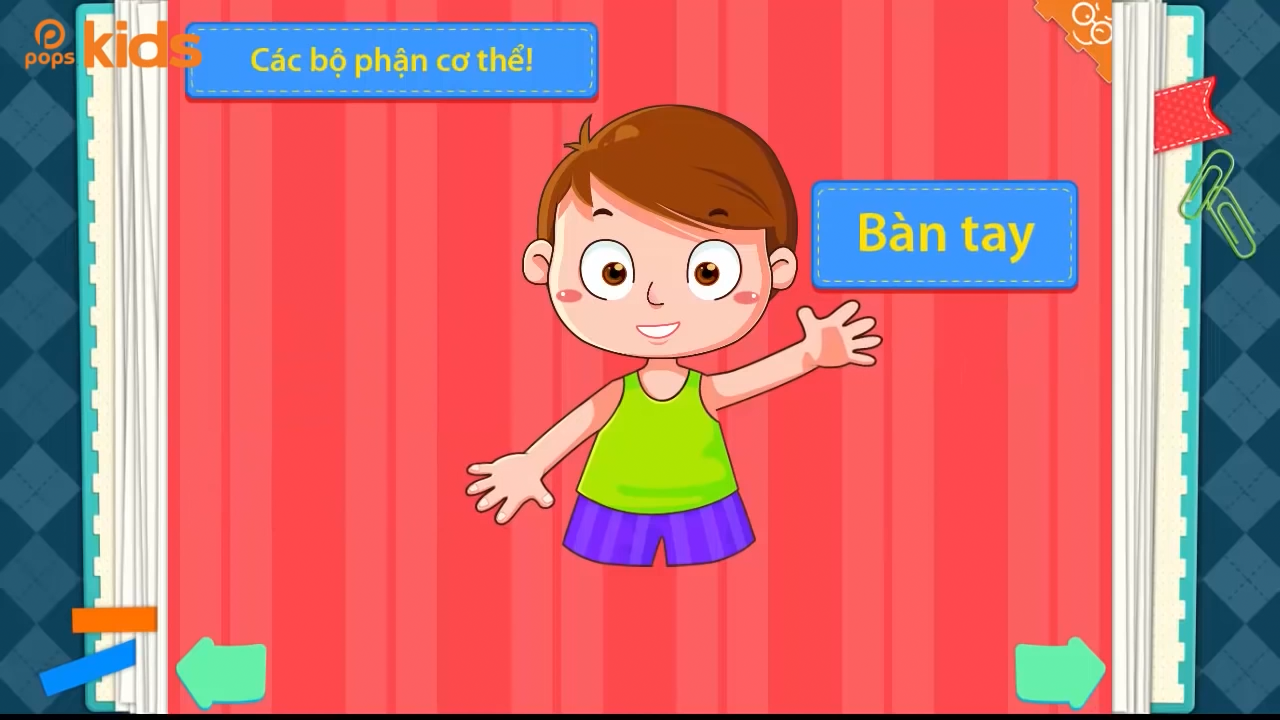 pops kids
Các bộ phận cơ thể!
Bàn tay